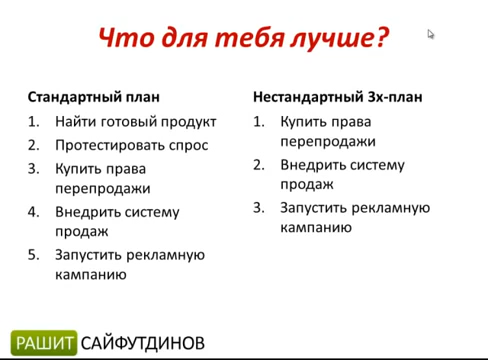 Что для тебя лучше?
Стандартный план
1. Найти готовый продукт
2. Протестировать спрос
3. Купить права
перепродажи
4. Внедрить систему
продаж
5. Запустить рекламную
кампанию
Нестандартный 3х-план
1. Купить права
перепродажи
2. Внедрить систему
продаж
3. Запустить рекламную
кампанию
РАШИТ САЙФУТДИНОВ